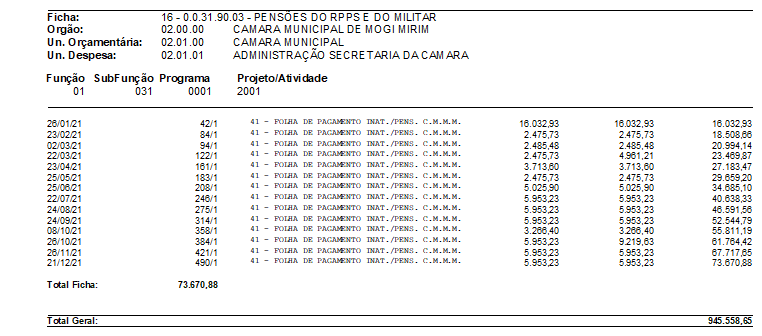 Ficha: 16 - 0.0.31.90.03 - PENSÕES DO RPPS E DO MILITAR
Orgão: 02.00.00 CAMARA MUNICIPAL DE MOGI MIRIM
Un. Orçamentária: 02.01.00 CAMARA MUNICIPAL
Un. Despesa: 02.01.01 ADMINISTRAÇÃO SECRETARIA DA CAMARA
Função SubFunção Programa Projeto/Atividade
01 031 0001 2001
26/01/21 42/1 41 - FOLHA DE PAGAMENTO INAT./PENS. C.M.M.M. 16.032,93 16.032,93 16.032,93
23/02/21 84/1 41 - FOLHA DE PAGAMENTO INAT./PENS. C.M.M.M. 2.475,73 2.475,73 18.508,66
02/03/21 94/1 41 - FOLHA DE PAGAMENTO INAT./PENS. C.M.M.M. 2.485,48 2.485,48 20.994,14
22/03/21 122/1 41 - FOLHA DE PAGAMENTO INAT./PENS. C.M.M.M. 2.475,73 4.961,21 23.469,87
23/04/21 161/1 41 - FOLHA DE PAGAMENTO INAT./PENS. C.M.M.M. 3.713,60 3.713,60 27.183,47
25/05/21 183/1 41 - FOLHA DE PAGAMENTO INAT./PENS. C.M.M.M. 2.475,73 2.475,73 29.659,20
25/06/21 208/1 41 - FOLHA DE PAGAMENTO INAT./PENS. C.M.M.M. 5.025,90 5.025,90 34.685,10
22/07/21 246/1 41 - FOLHA DE PAGAMENTO INAT./PENS. C.M.M.M. 5.953,23 5.953,23 40.638,33
24/08/21 275/1 41 - FOLHA DE PAGAMENTO INAT./PENS. C.M.M.M. 5.953,23 5.953,23 46.591,56
24/09/21 314/1 41 - FOLHA DE PAGAMENTO INAT./PENS. C.M.M.M. 5.953,23 5.953,23 52.544,79
08/10/21 358/1 41 - FOLHA DE PAGAMENTO INAT./PENS. C.M.M.M. 3.266,40 3.266,40 55.811,19
26/10/21 384/1 41 - FOLHA DE PAGAMENTO INAT./PENS. C.M.M.M. 5.953,23 9.219,63 61.764,42
26/11/21 421/1 41 - FOLHA DE PAGAMENTO INAT./PENS. C.M.M.M. 5.953,23 5.953,23 67.717,65
21/12/21 490/1 41 - FOLHA DE PAGAMENTO INAT./PENS. C.M.M.M. 5.953,23 5.953,23 73.670,88
Total Ficha: 73.670,88
Total Geral: 945.558,65